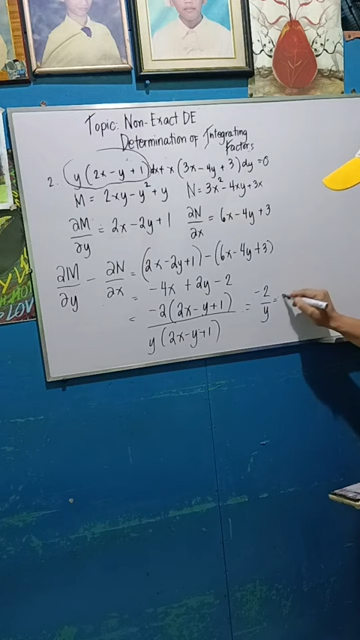 Topic: Non-Exact DE
Determination of Integrating
Factors
2. y(2x-y+1)dx+x(3x-4y+3)dy=0
M = 2xy-y²+y N=3x²-4xy+3x
∂M/∂y = 2x-2y+1 ∂N/∂x = 6x-4y+3
∂M/∂y - ∂N/∂x = (2x-2y+1)-(6x-4y+3)
= -4x+2y-2
= -2(2x-y+1)/y(2x-y+1) = -2/y =